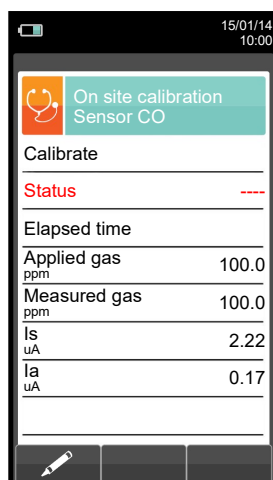 15/01/14
10:00
On site calibration
Sensor CO
Calibrate
Status ----
Elapsed time
Applied gas 100.0
ppm
Measured gas 100.0
ppm
Is 2.22
uA
Ia 0.17
uA